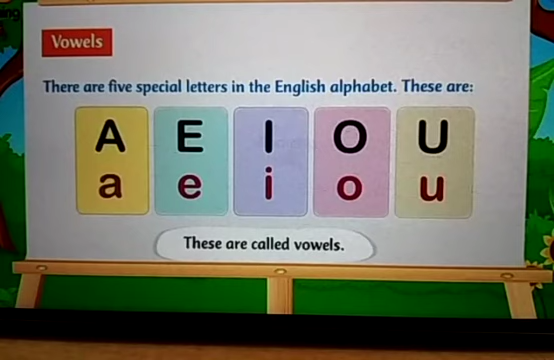 Vowels
There are five special letters in the English alphabet. These are:
A E I O U
a e i o u
These are called vowels.